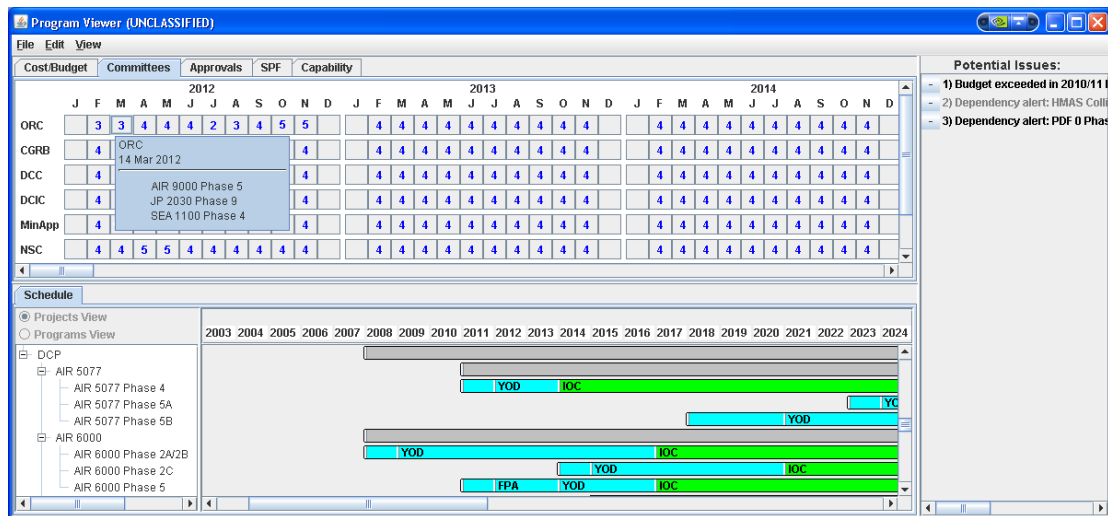 Program Viewer (UNCLASSIFIED)
File Edit View
Cost/Budget Committees Approvals SPF Capability
2012 2013 2014
J F M A M J J A S O N D J F M A M J J A S O N D J F M A M J J A S O N D
ORC 3 3 4 4 4 2 3 4 5 5 4 4 4 4 4 4 4 4 4 4 4 4 4 4 4 4 4 4 4 4
CGRB 4 4 4 4 4 4 4 4 4 4 4 4 4 4 4 4 4 4 4 4 4 4
DCC 4 4 4 4 4 4 4 4 4 4 4 4 4 4 4 4 4 4 4 4 4 4
DCIC 4 4 4 4 4 4 4 4 4 4 4 4 4 4 4 4 4 4 4 4 4 4
MinApp 4 4 4 4 4 4 4 4 4 4 4 4 4 4 4 4 4 4 4 4 4 4
NSC 4 4 5 5 4 4 4 4 4 4 4 4 4 4 4 4 4 4 4 4 4 4 4 4 4 4 4 4 4 4
ORC
14 Mar 2012
AIR 9000 Phase 5
JP 2030 Phase 9
SEA 1100 Phase 4
Potential Issues:
- 1) Budget exceeded in 2010/11
- 2) Dependency alert: HMAS Colli
- 3) Dependency alert: PDF 0 Phas
Schedule
Projects View
Programs View
2003 2004 2005 2006 2007 2008 2009 2010 2011 2012 2013 2014 2015 2016 2017 2018 2019 2020 2021 2022 2023 2024
DCP
AIR 5077
AIR 5077 Phase 4 YOD IOC
AIR 5077 Phase 5A YO
AIR 5077 Phase 5B YOD
AIR 6000
AIR 6000 Phase 2A/2B YOD IOC
AIR 6000 Phase 2C YOD IOC
AIR 6000 Phase 5 FPA YOD IOC